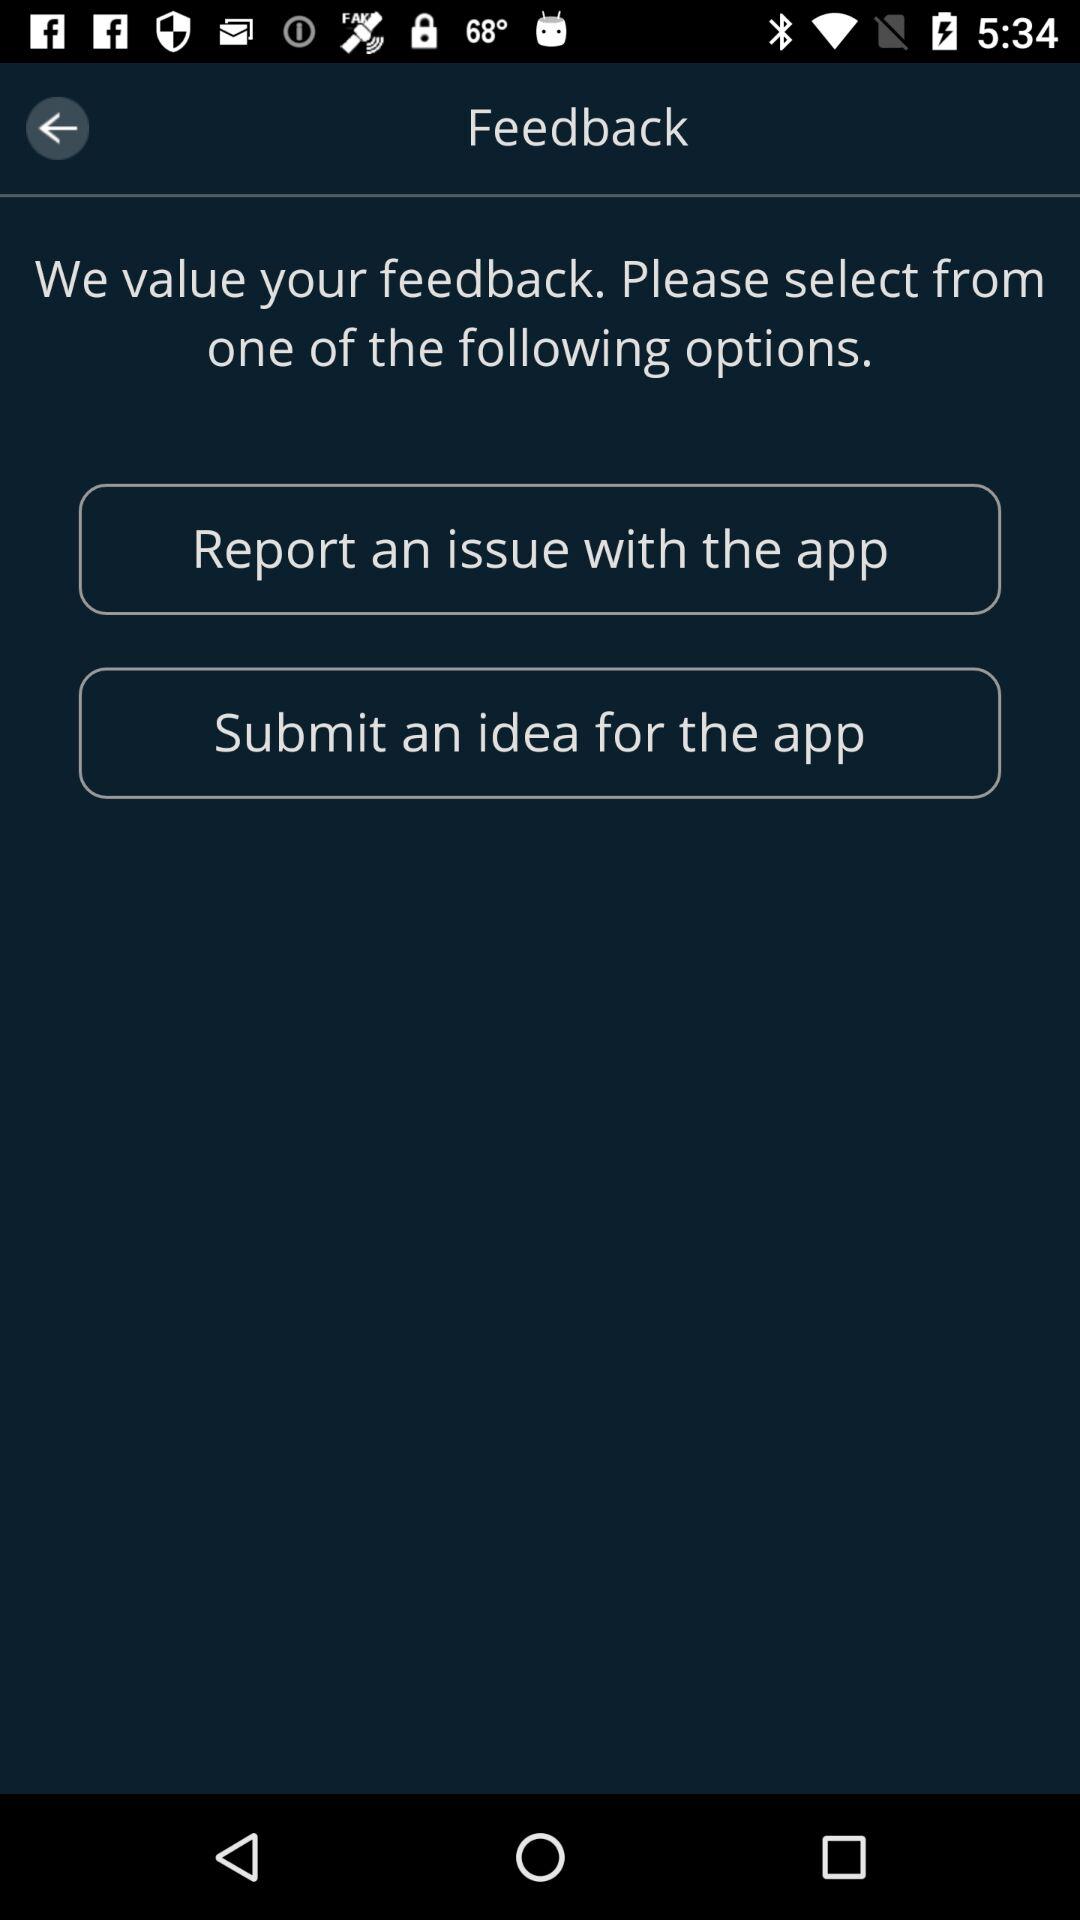 FAKE 68° 5:34
Feedback
We value your feedback. Please select from
one of the following options.
Report an issue with the app
Submit an idea for the app